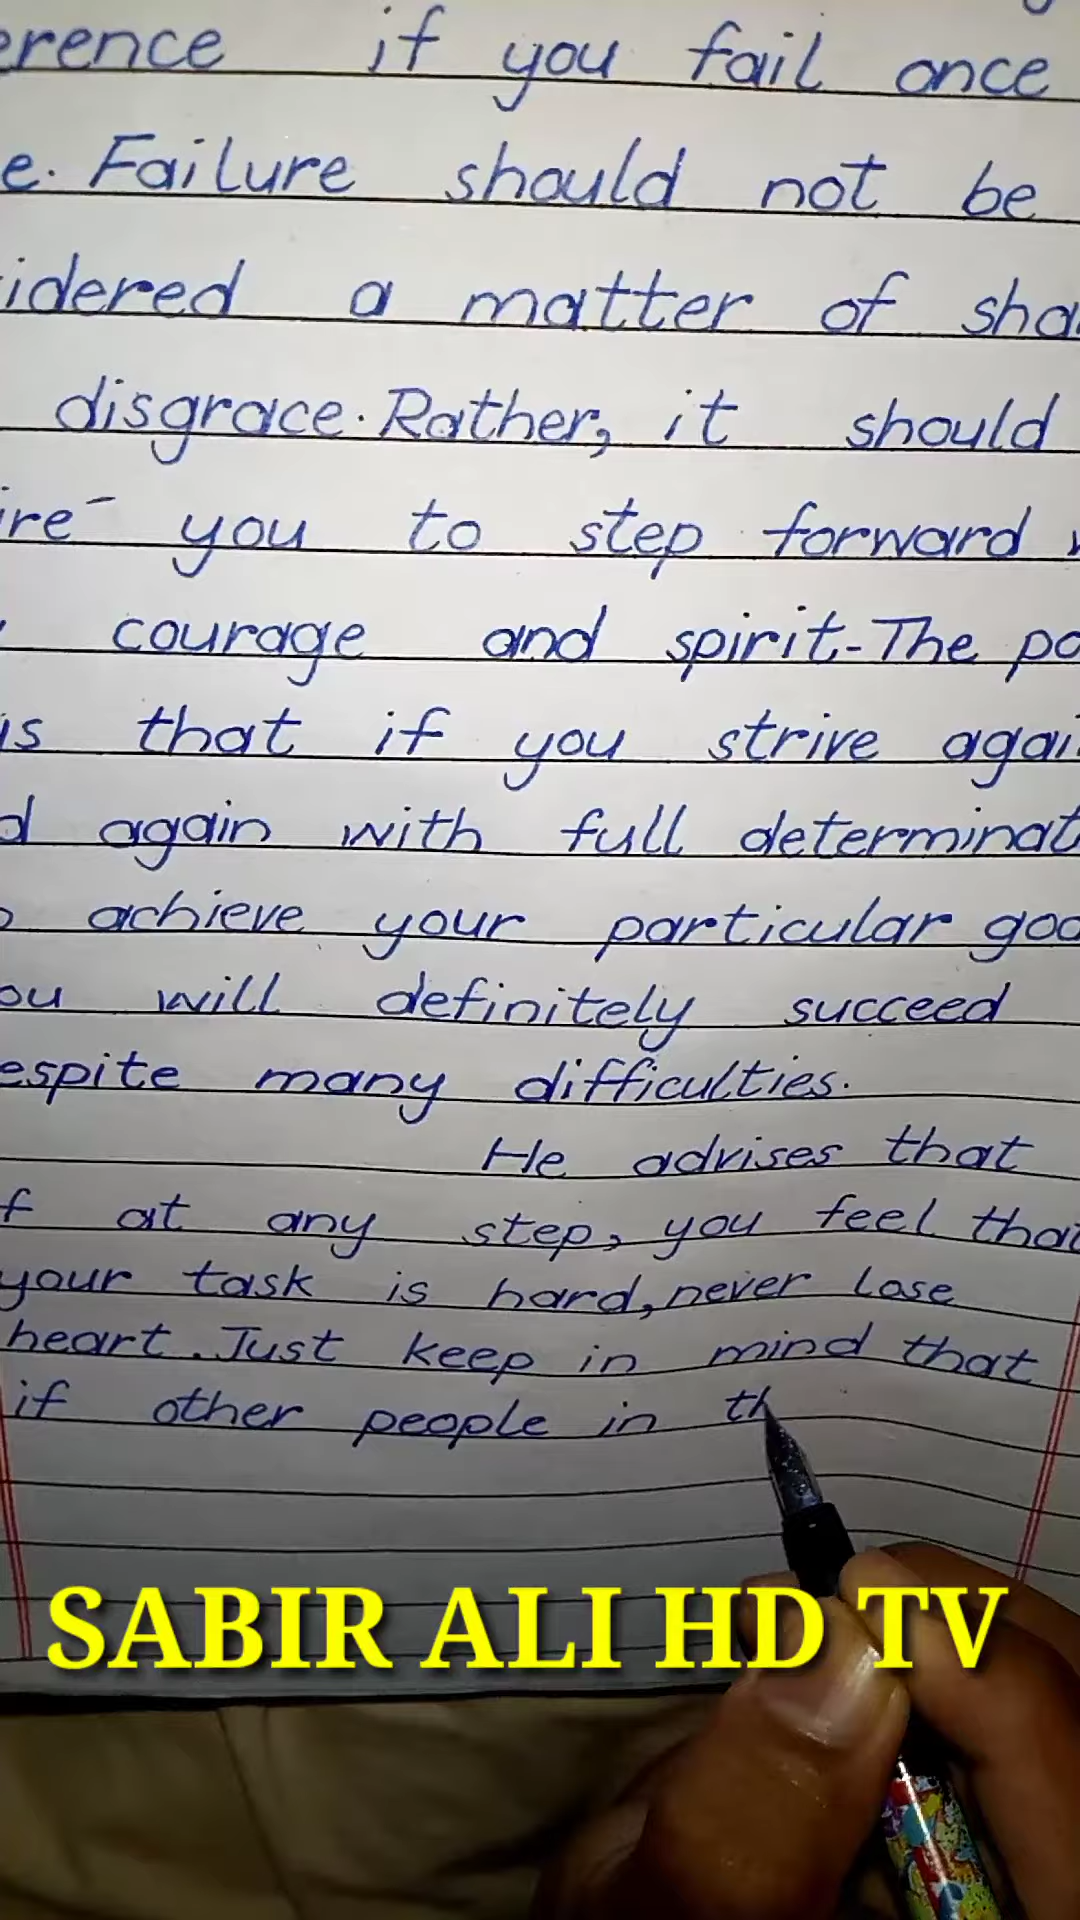 erence if you fail once
e. Failure should not be
idered a matter of sha
disgrace. Rather, it should
ire you to step forward
courage and spirit-The po
is that if you strive agai
d again with full determinat
achieve your particular goa
ou will definitely succeed
espite many difficulties.
He advises that
f at any step, you feel that
your task is hard, never lose
heart. Just keep in mind that
if other people in th
SABIR ALI HD TV